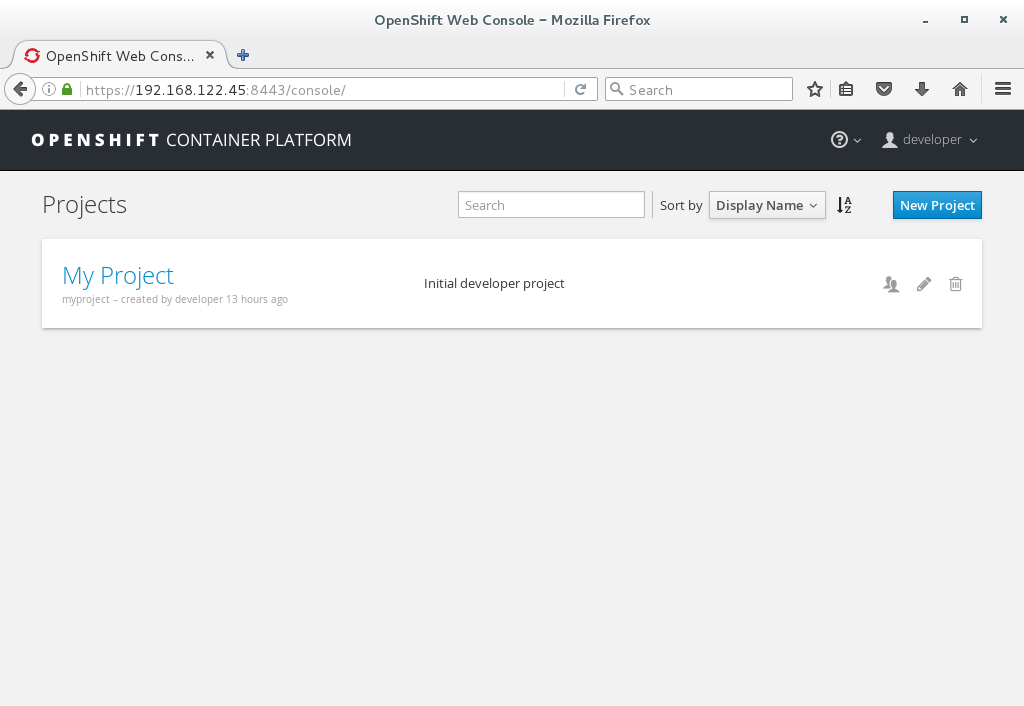 OpenShift Web Console – Mozilla Firefox
OpenShift Web Cons...
https://192.168.122.45:8443/console/
Search
OPENSHIFT CONTAINER PLATFORM
developer
Projects
Search
Sort by
Display Name
New Project
My Project
Initial developer project
myproject – created by developer 13 hours ago